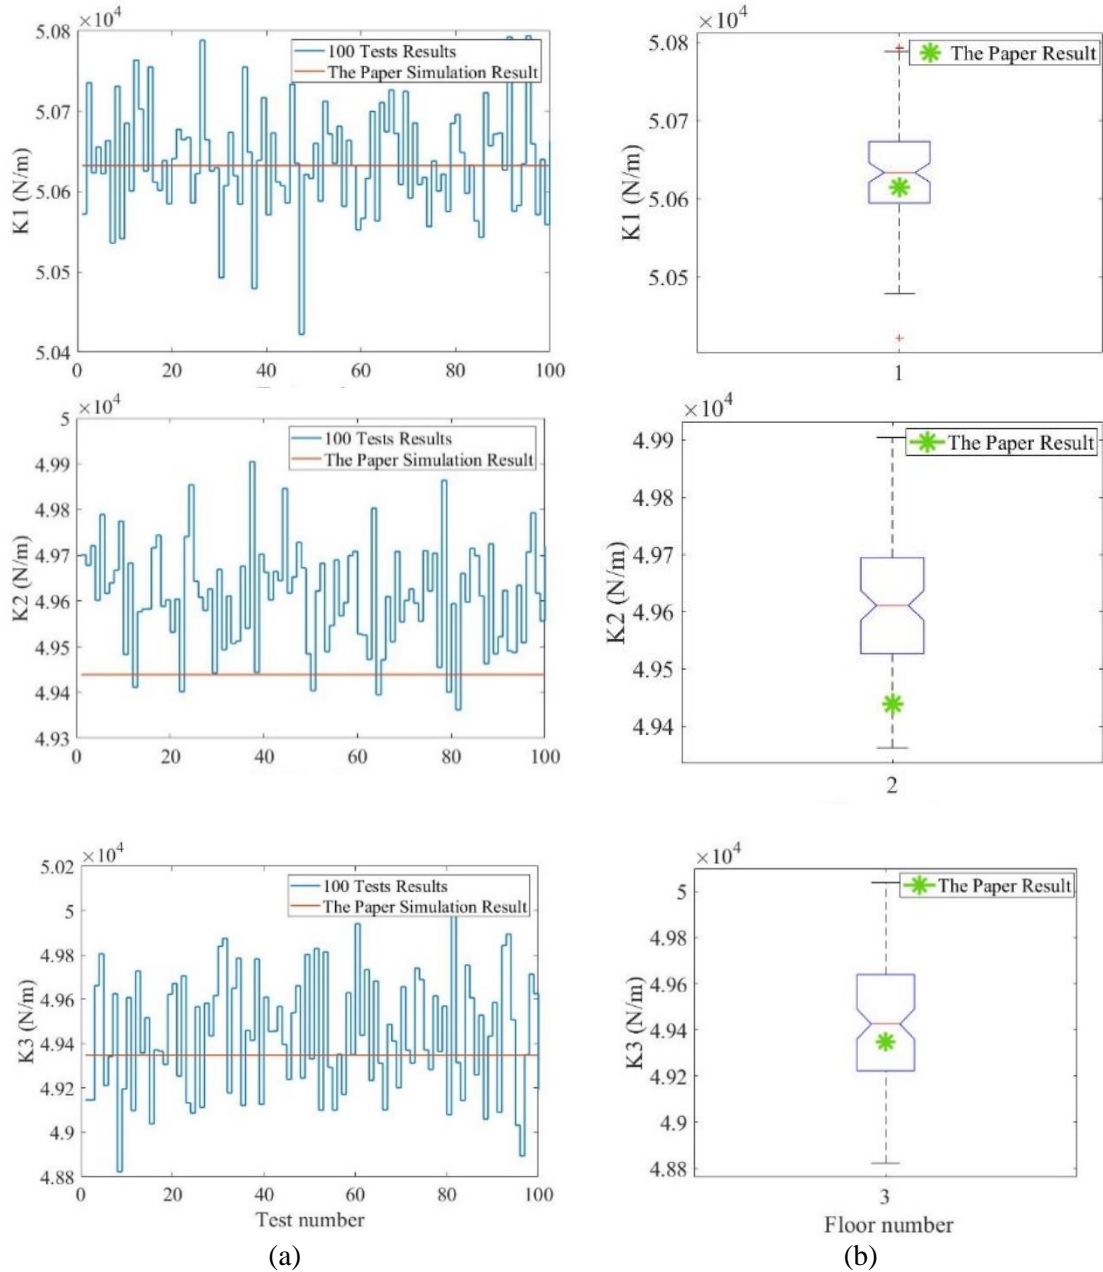 ×10⁴
5.08
5.07
5.06
5.05
5.04
K1 (N/m)
0 20 40 60 80 100
100 Tests Results
The Paper Simulation Result
×10⁴
5.08
5.07
5.06
5.05
K1 (N/m)
1
The Paper Result
×10⁴
5
4.99
4.98
4.97
4.96
4.95
4.94
4.93
K2 (N/m)
0 20 40 60 80 100
100 Tests Results
The Paper Simulation Result
×10⁴
4.99
4.98
4.97
4.96
4.95
4.94
K2 (N/m)
2
The Paper Result
×10⁴
5.02
5
4.98
4.96
4.94
4.92
4.9
4.88
K3 (N/m)
0 20 40 60 80 100
Test number
100 Tests Results
The Paper Simulation Result
(a)
×10⁴
5
4.98
4.96
4.94
4.92
4.9
4.88
K3 (N/m)
3
Floor number
The Paper Result
(b)